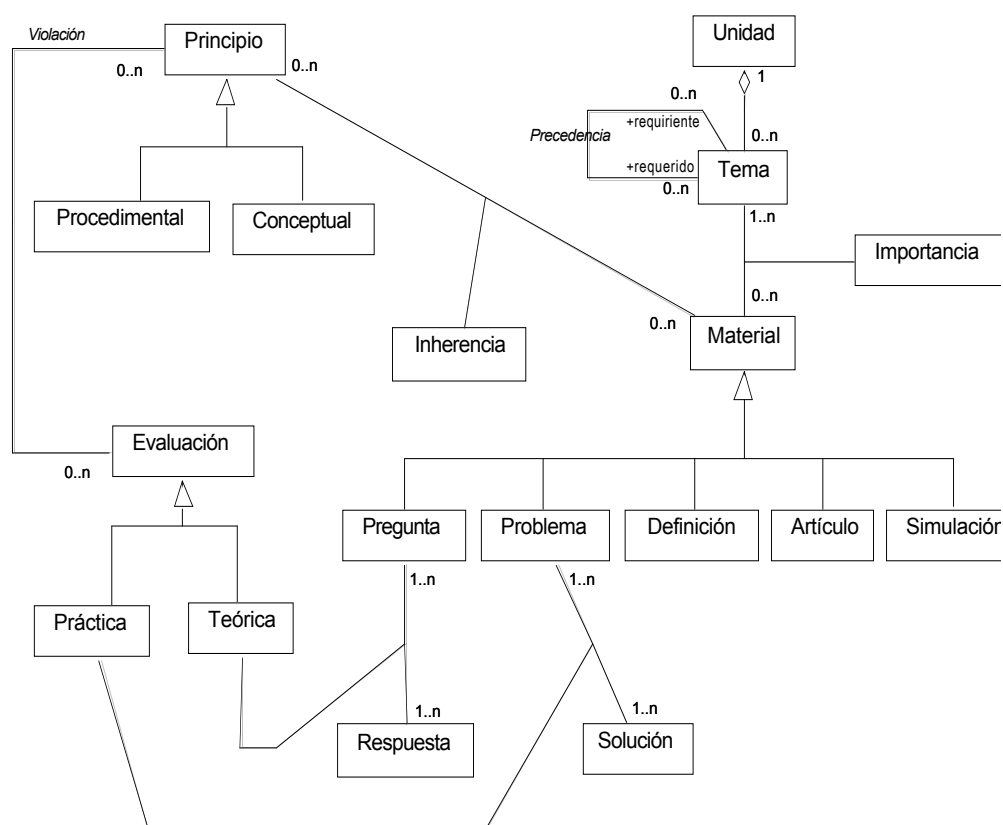 Violación
Principio
0..n
0..n
Unidad
1
0..n
+requiriente
Precedencia
0..n
+requerido
Tema
0..n
1..n
Procedimental
Conceptual
Importancia
0..n
0..n
Inherencia
Material
Evaluación
0..n
Pregunta
Problema
Definición
Artículo
Simulación
1..n
1..n
Práctica
Teórica
1..n
1..n
Respuesta
Solución